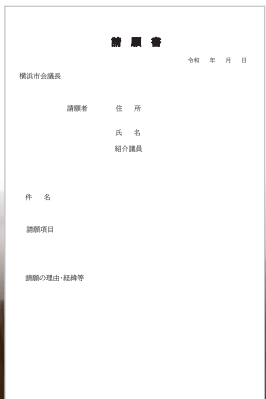 請願書
令和　年　月　日
横浜市会議長
請願者　住　所
氏　名
紹介議員
件　名
請願項目
請願の理由･経緯等